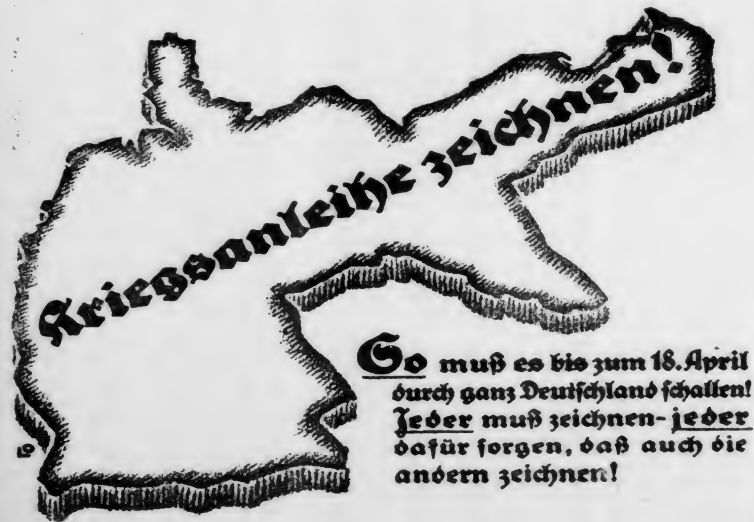 Kriegsanleihe zeichnen!
So muß es bis zum 18. April
durch ganz Deutschland schallen!
Jeder muß zeichnen - jeder
dafür sorgen, daß auch die
andern zeichnen!